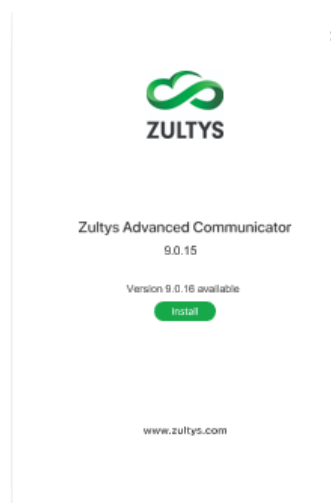 ZULTYS
Zultys Advanced Communicator
9.0.15
Version 9.0.16 available
Install
www.zultys.com